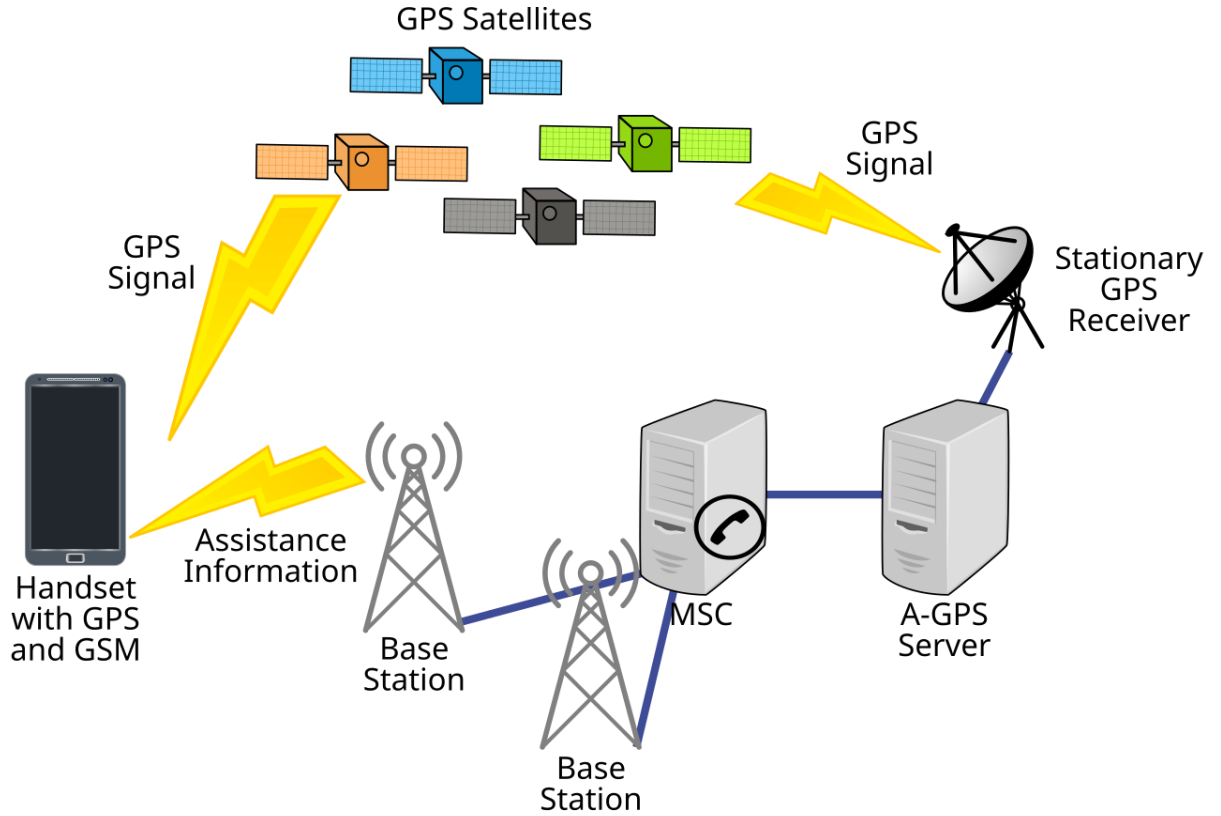 GPS Satellites
GPS
Signal
GPS
Signal
Stationary
GPS
Receiver
Assistance
Information
Handset
with GPS
and GSM
Base
Station
MSC
A-GPS
Server
Base
Station